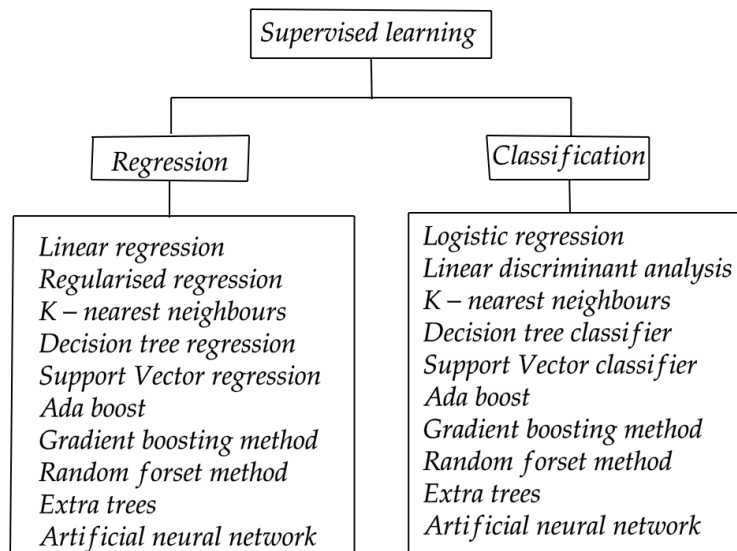 Supervised learning
Regression
Classification
Linear regression
Regularised regression
K – nearest neighbours
Decision tree regression
Support Vector regression
Ada boost
Gradient boosting method
Random forset method
Extra trees
Artificial neural network
Logistic regression
Linear discriminant analysis
K – nearest neighbours
Decision tree classifier
Support Vector classifier
Ada boost
Gradient boosting method
Random forset method
Extra trees
Artificial neural network